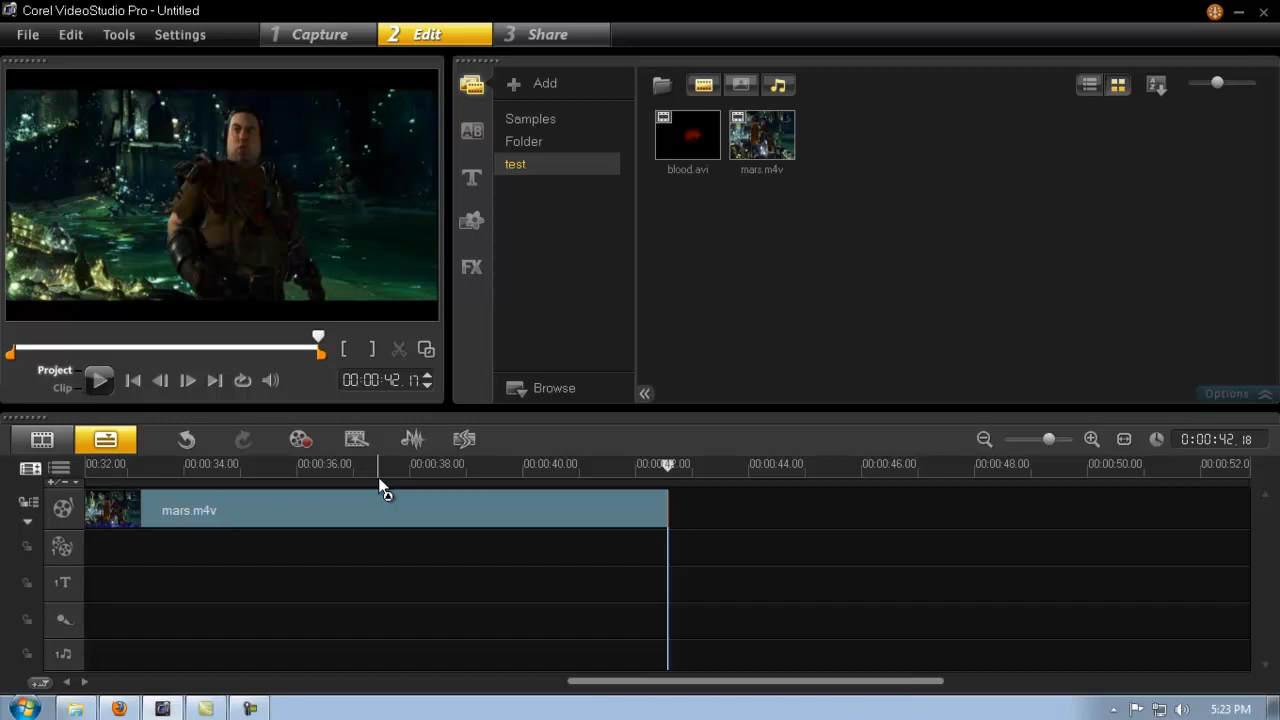 Corel VideoStudio Pro - Untitled
File Edit Tools Settings 1 Capture 2 Edit 3 Share
Add
Samples
Folder
test
Browse
blood.avi mars.m4v
Options
AB
T
FX
[ ]
Project
Clip
00:00:42.17
0:00:42.18
00:32.00 00:00:34.00 00:00:36.00 00:00:38.00 00:00:40.00 00:00:44.00 00:00:46.00 00:00:48.00 00:00:50.00 00:00:52.0
mars.m4v
1T
1
5:23 PM